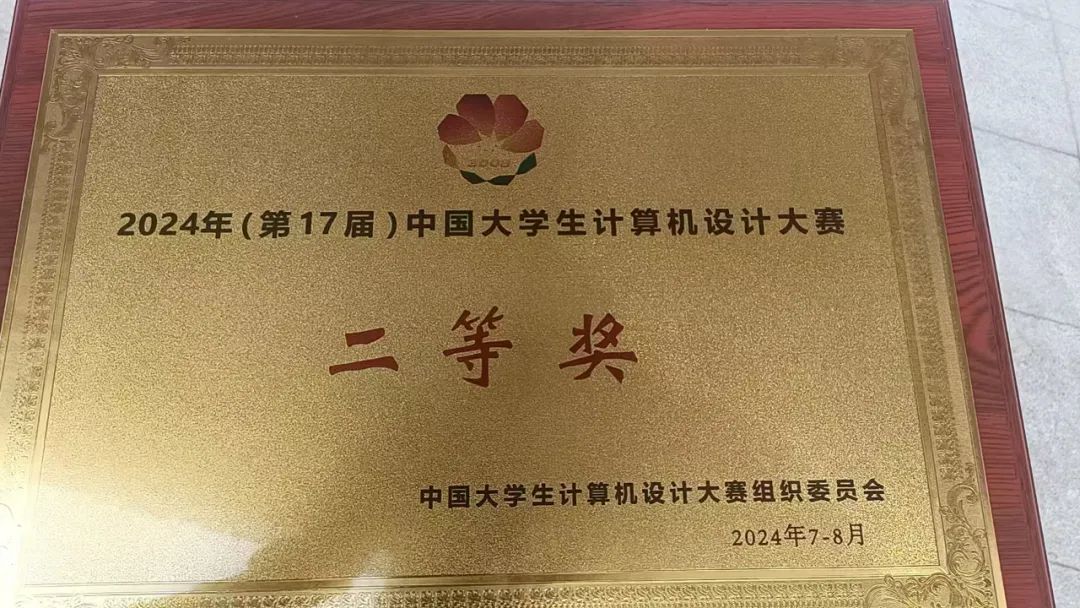 2008
2024年(第17届)中国大学生计算机设计大赛
二等奖
中国大学生计算机设计大赛组织委员会
2024年7-8月